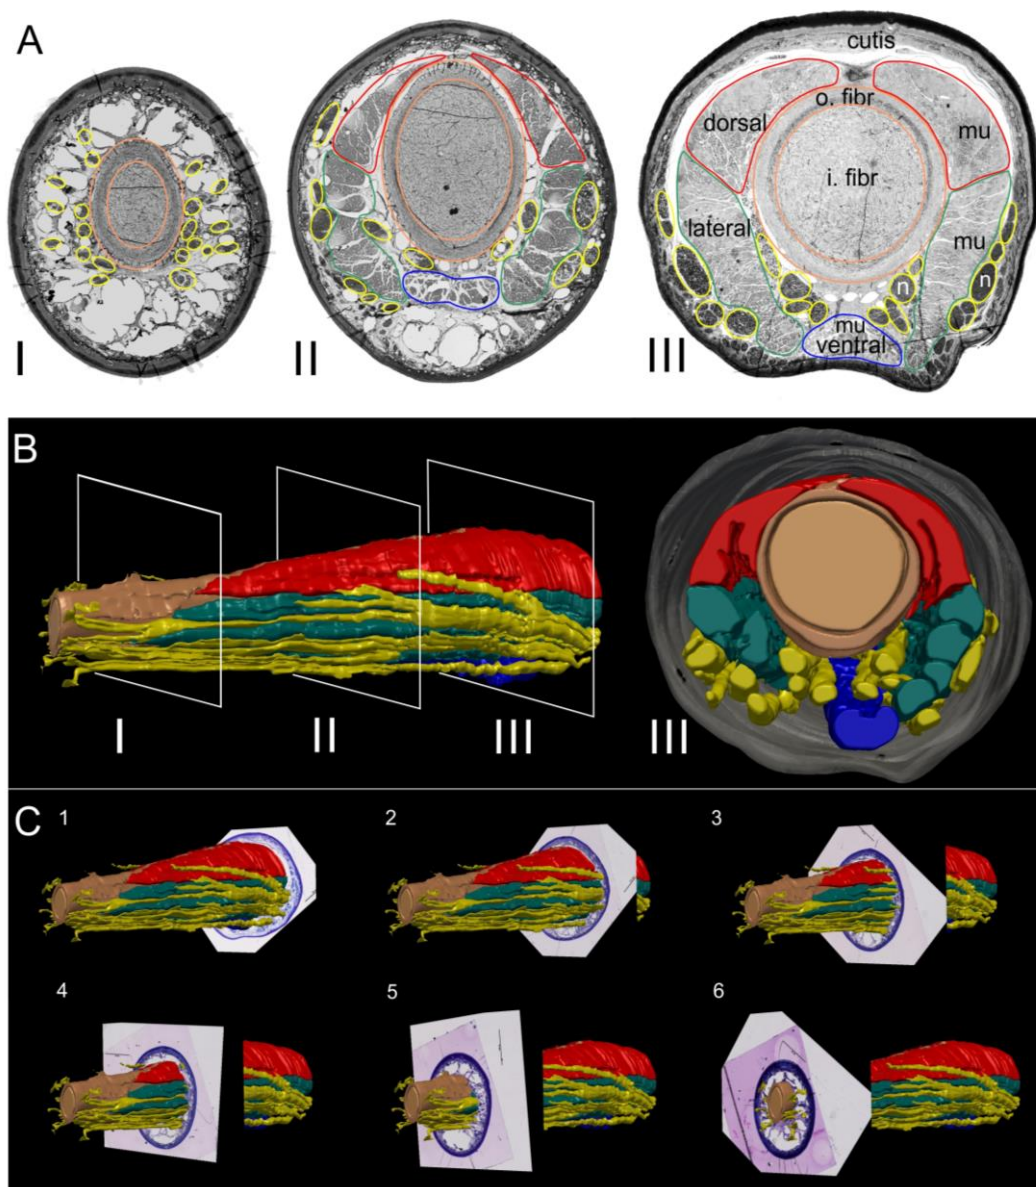 A
I
II
III
cutis
o. fibr
dorsal
mu
i. fibr
lateral
mu
n
n
mu
ventral
B
I
II
III
III
C
1
2
3
4
5
6